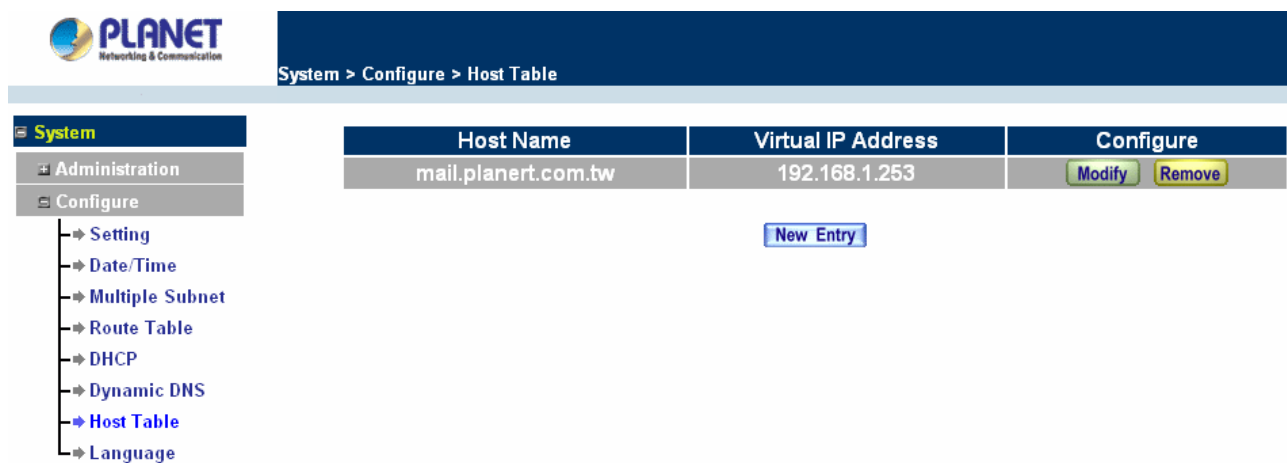 PLANET
Networking & Communication
System > Configure > Host Table
System
Administration
Configure
Setting
Date/Time
Multiple Subnet
Route Table
DHCP
Dynamic DNS
Host Table
Language
Host Name Virtual IP Address Configure
mail.planert.com.tw 192.168.1.253 Modify Remove
New Entry